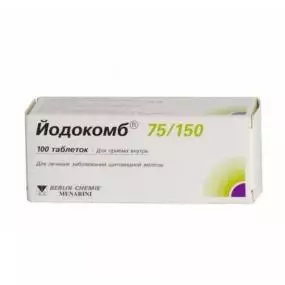 Йодокомб® 75/150
100 таблеток · Для приема внутрь
Для лечения заболеваний щитовидной железы
BERLIN-CHEMIE
MENARINI